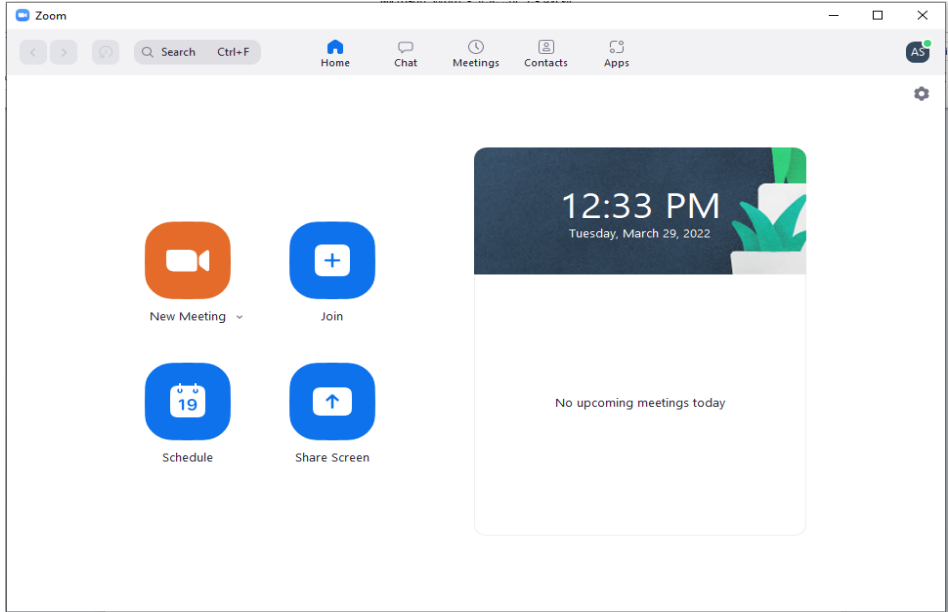 Zoom
Search Ctrl+F
Home
Chat
Meetings
Contacts
Apps
AS
12:33 PM
Tuesday, March 29, 2022
New Meeting
Join
19
Schedule
Share Screen
No upcoming meetings today